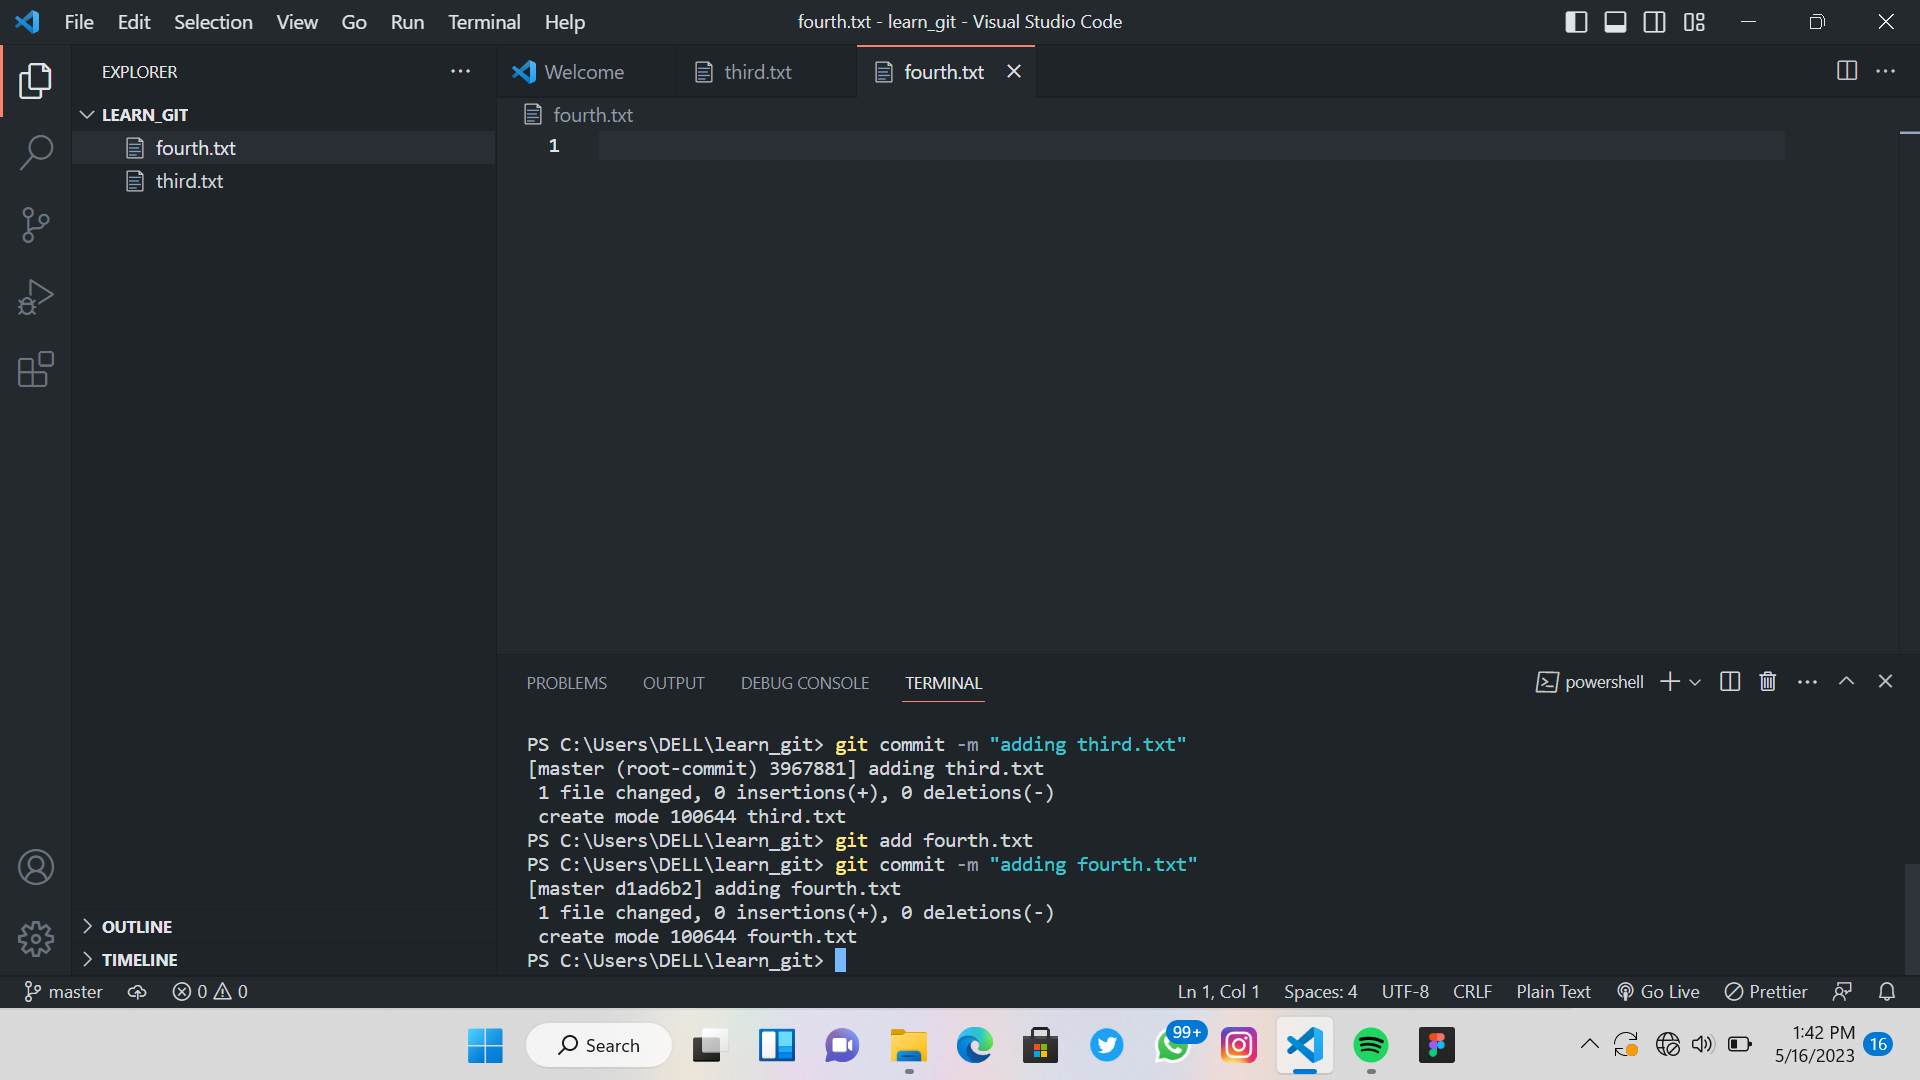 File Edit Selection View Go Run Terminal Help
fourth.txt - learn_git - Visual Studio Code
EXPLORER
Welcome
third.txt
fourth.txt
LEARN_GIT
fourth.txt
fourth.txt
1
third.txt
PROBLEMS OUTPUT DEBUG CONSOLE TERMINAL
powershell
PS C:\Users\DELL\learn_git> git commit -m "adding third.txt"
[master (root-commit) 3967881] adding third.txt
1 file changed, 0 insertions(+), 0 deletions(-)
create mode 100644 third.txt
PS C:\Users\DELL\learn_git> git add fourth.txt
PS C:\Users\DELL\learn_git> git commit -m "adding fourth.txt"
[master d1ad6b2] adding fourth.txt
1 file changed, 0 insertions(+), 0 deletions(-)
create mode 100644 fourth.txt
PS C:\Users\DELL\learn_git>
OUTLINE
TIMELINE
master
0 0
Ln 1, Col 1 Spaces: 4 UTF-8 CRLF Plain Text Go Live Prettier
Search
99+
1:42 PM
5/16/2023
16